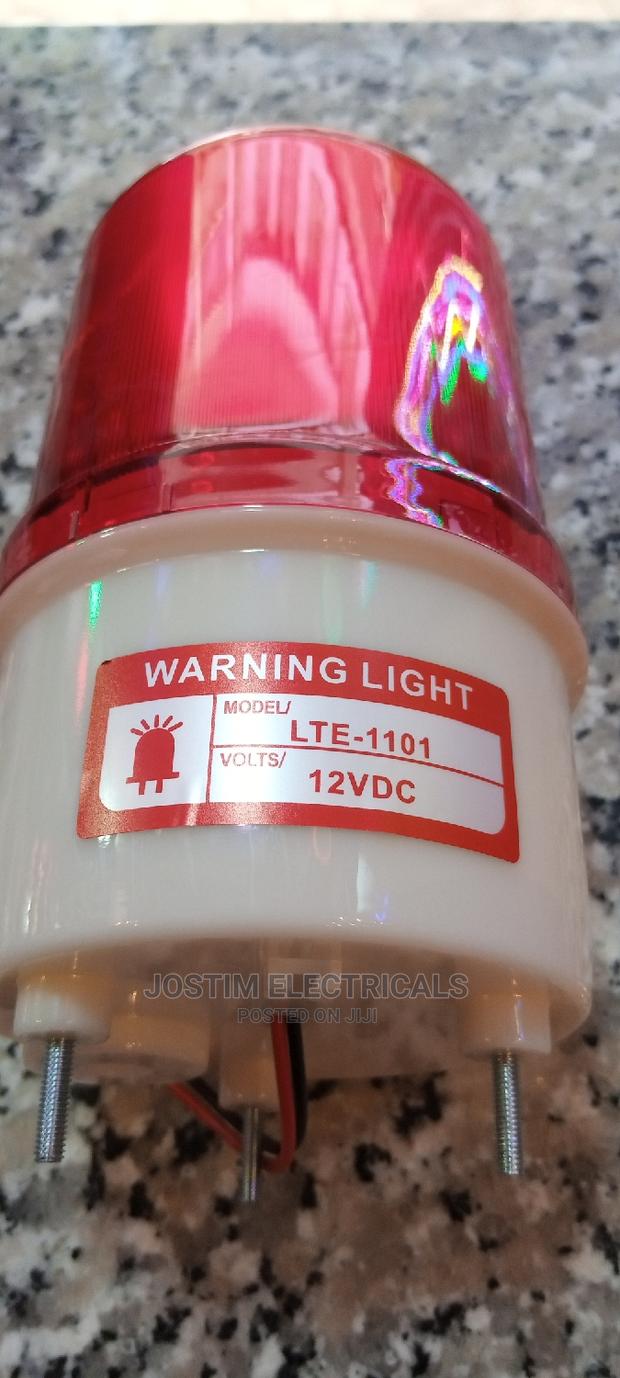 WARNING LIGHT
MODEL/
LTE-1101
VOLTS/
12VDC
JOSTIM ELECTRICALS
POSTED ON JIJI